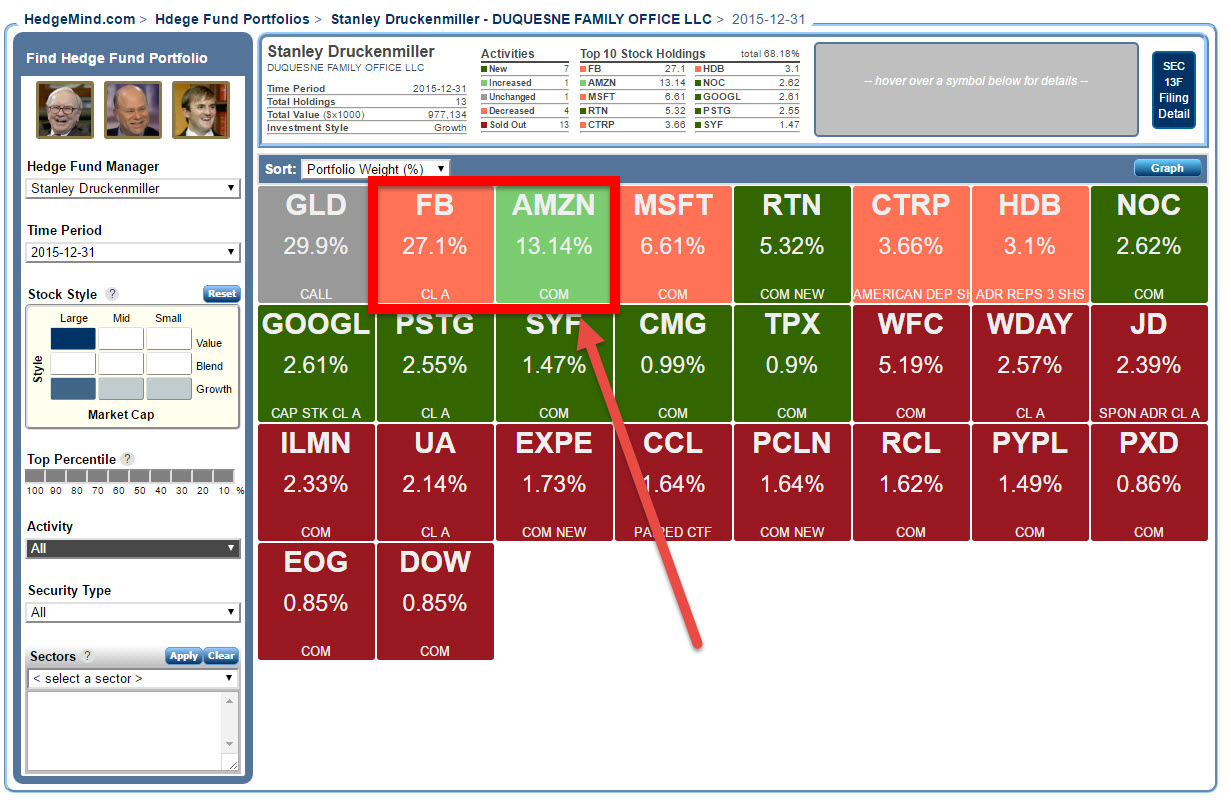 HedgeMind.com > Hdege Fund Portfolios > Stanley Druckenmiller - DUQUESNE FAMILY OFFICE LLC > 2015-12-31
Find Hedge Fund Portfolio
Hedge Fund Manager
Stanley Druckenmiller
Time Period
2015-12-31
Stock Style ? Reset
Large Mid Small
Value
Blend
Growth
Style
Market Cap
Top Percentile ?
100 90 80 70 60 50 40 30 20 10 %
Activity
All
Security Type
All
Sectors ? Apply Clear
< select a sector >
Stanley Druckenmiller
DUQUESNE FAMILY OFFICE LLC
Time Period 2015-12-31
Total Holdings 13
Total Value ($x1000) 977,134
Investment Style Growth
Activities
New 7
Increased 1
Unchanged 1
Decreased 4
Sold Out 13
Top 10 Stock Holdings total 68.18%
FB 27.1 HDB 3.1
AMZN 13.14 NOC 2.62
MSFT 6.61 GOOGL 2.61
RTN 5.32 PSTG 2.55
CTRP 3.66 SYF 1.47
-- hover over a symbol below for details --
SEC
13F
Filing
Detail
Sort: Portfolio Weight (%) Graph
GLD FB AMZN MSFT RTN CTRP HDB NOC
29.9% 27.1% 13.14% 6.61% 5.32% 3.66% 3.1% 2.62%
CALL CL A COM COM COM NEW AMERICAN DEP SH ADR REPS 3 SHS COM
GOOGL PSTG SYF CMG TPX WFC WDAY JD
2.61% 2.55% 1.47% 0.99% 0.9% 5.19% 2.57% 2.39%
CAP STK CL A CL A COM COM COM COM CL A SPON ADR CL A
ILMN UA EXPE CCL PCLN RCL PYPL PXD
2.33% 2.14% 1.73% 1.64% 1.64% 1.62% 1.49% 0.86%
COM CL A COM NEW PAIRED CTF COM NEW COM COM COM
EOG DOW
0.85% 0.85%
COM COM